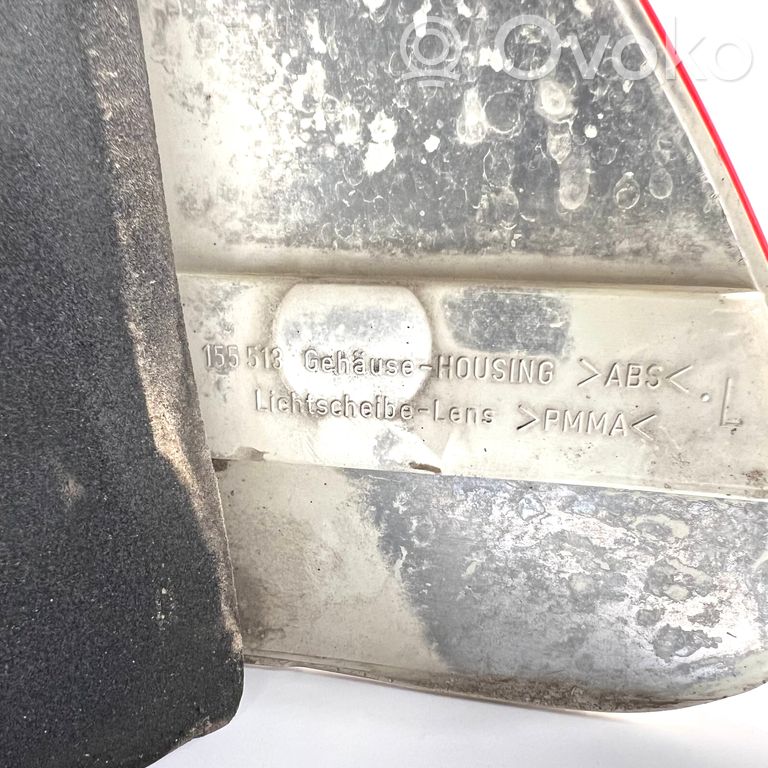 Ovoko
155 513 Gehäuse-HOUSING >ABS<
Lichtscheibe-Lens >PMMA<
.L